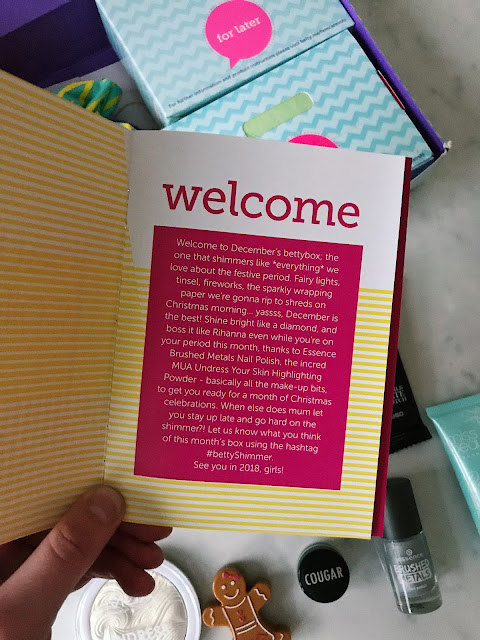 for later
welcome
Welcome to December's bettybox; the
one that shimmers like *everything* we
love about the festive period. Fairy lights,
tinsel, fireworks, the sparkly wrapping
paper we're gonna rip to shreds on
Christmas morning... yassss, December is
the best! Shine bright like a diamond, and
boss it like Rihanna even while you're on
your period this month, thanks to Essence
Brushed Metals Nail Polish, the incred
MUA Undress Your Skin Highlighting
Powder - basically all the make-up bits,
to get you ready for a month of Christmas
celebrations. When else does mum let
you stay up late and go hard on the
shimmer?! Let us know what you think
of this month's box using the hashtag
#bettyShimmer.
See you in 2018, girls!
COUGAR
essence
BRUSHED
METALS